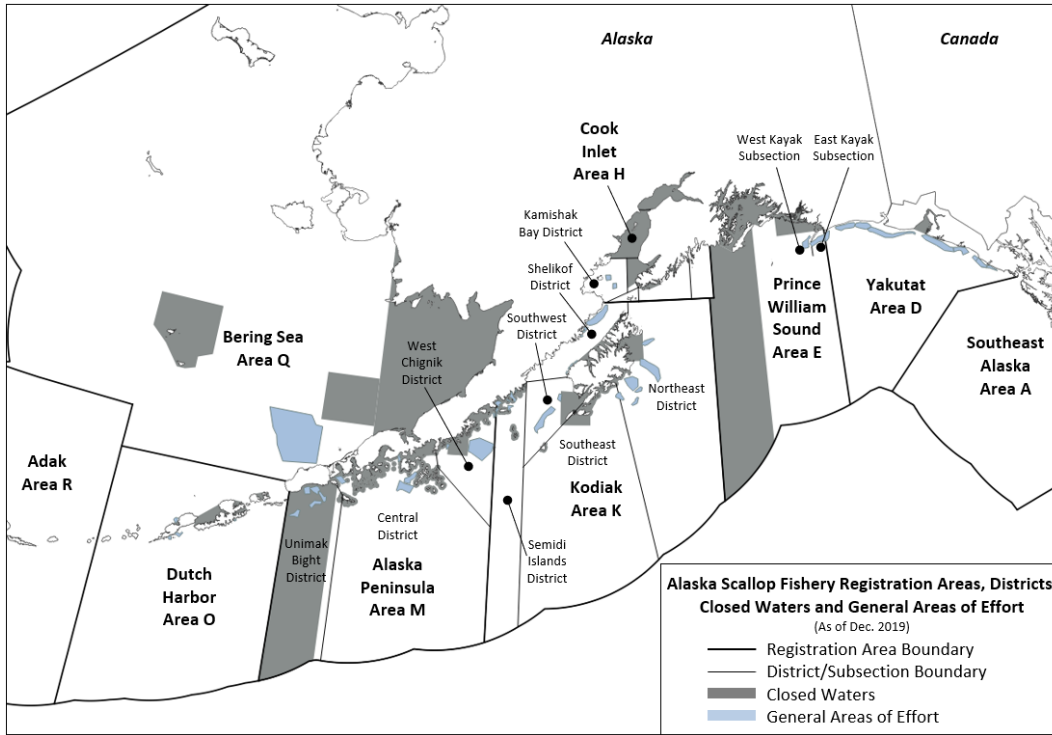 Alaska
Canada
Cook
Inlet
Area H
West Kayak
Subsection
East Kayak
Subsection
Kamishak
Bay District
Shelikof
District
Southwest
District
Prince
William
Sound
Area E
Yakutat
Area D
Bering Sea
Area Q
West
Chignik
District
Southeast
Alaska
Area A
Northeast
District
Southeast
District
Kodiak
Area K
Adak
Area R
Central
District
Unimak
Bight
District
Semidi
Islands
District
Alaska
Peninsula
Area M
Dutch
Harbor
Area O
Alaska Scallop Fishery Registration Areas, Districts
Closed Waters and General Areas of Effort
(As of Dec. 2019)
Registration Area Boundary
District/Subsection Boundary
Closed Waters
General Areas of Effort